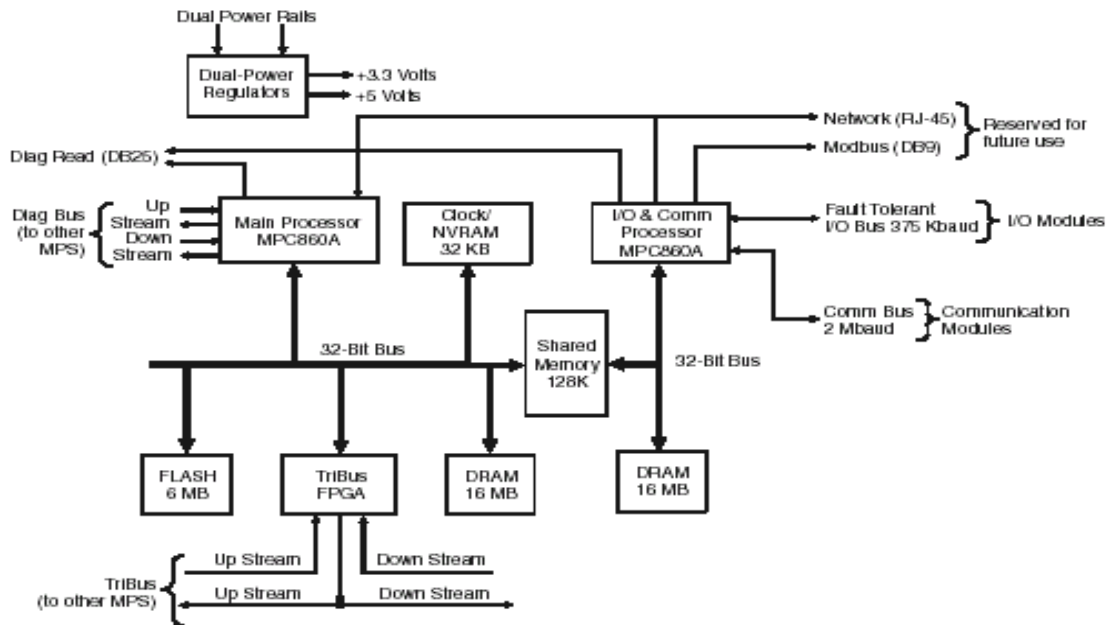 Dual Power Rails
Dual-Power
Regulators
+3.3 Volts
+5 Volts
Network (RJ-45)
Modbus (DB9)
Reserved for
future use
Diag Read (DB25)
Diag Bus
(to other
MPS)
Up
Stream
Down
Stream
Main Processor
MPC860A
Clock/
NVRAM
32 KB
I/O & Comm
Processor
MPC860A
Fault Tolerant
I/O Bus 375 Kbaud
I/O Modules
Comm Bus
2 Mbaud
Communication
Modules
32-Bit Bus
Shared
Memory
128K
32-Bit Bus
FLASH
6 MB
TriBus
FPGA
DRAM
16 MB
DRAM
16 MB
TriBus
(to other MPS)
Up Stream
Down Stream
Up Stream
Down Stream